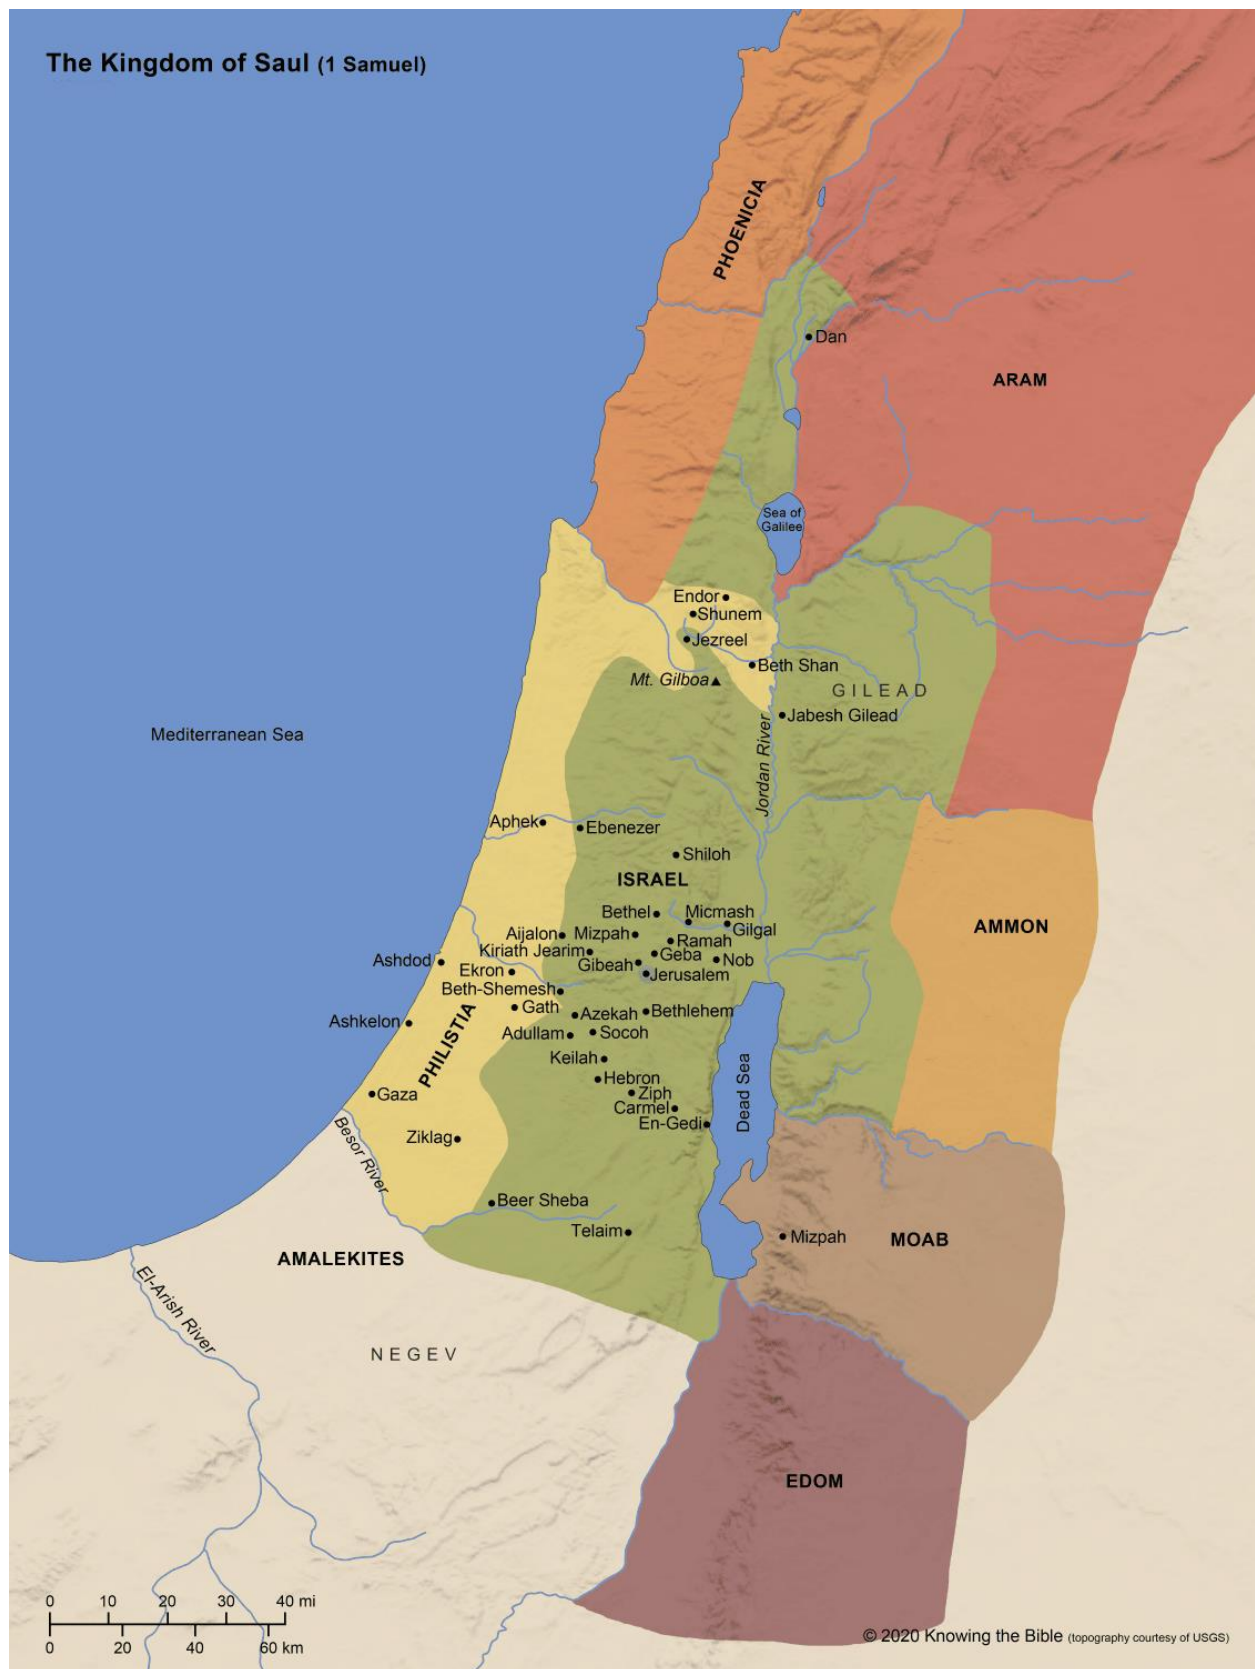 The Kingdom of Saul (1 Samuel)
PHOENICIA
Dan
ARAM
Sea of
Galilee
Endor
Shunem
Jezreel
Beth Shan
Mt. Gilboa
GILEAD
Jabesh Gilead
Mediterranean Sea
Jordan River
Aphek
Ebenezer
Shiloh
ISRAEL
Bethel
Micmash
Gilgal
AMMON
Aijalon
Mizpah
Ramah
Kiriath Jearim
Geba
Nob
Ashdod
Ekron
Gibeah
Jerusalem
Beth-Shemesh
Gath
Azekah
Bethlehem
Ashkelon
PHILISTIA
Adullam
Socoh
Keilah
Hebron
Ziph
Carmel
En-Gedi
Dead Sea
Gaza
Besor River
Ziklag
Beer Sheba
Telaim
Mizpah
MOAB
AMALEKITES
El-Arish River
NEGEV
EDOM
0 10 20 30 40 mi
0 20 40 60 km
© 2020 Knowing the Bible (topography courtesy of USGS)